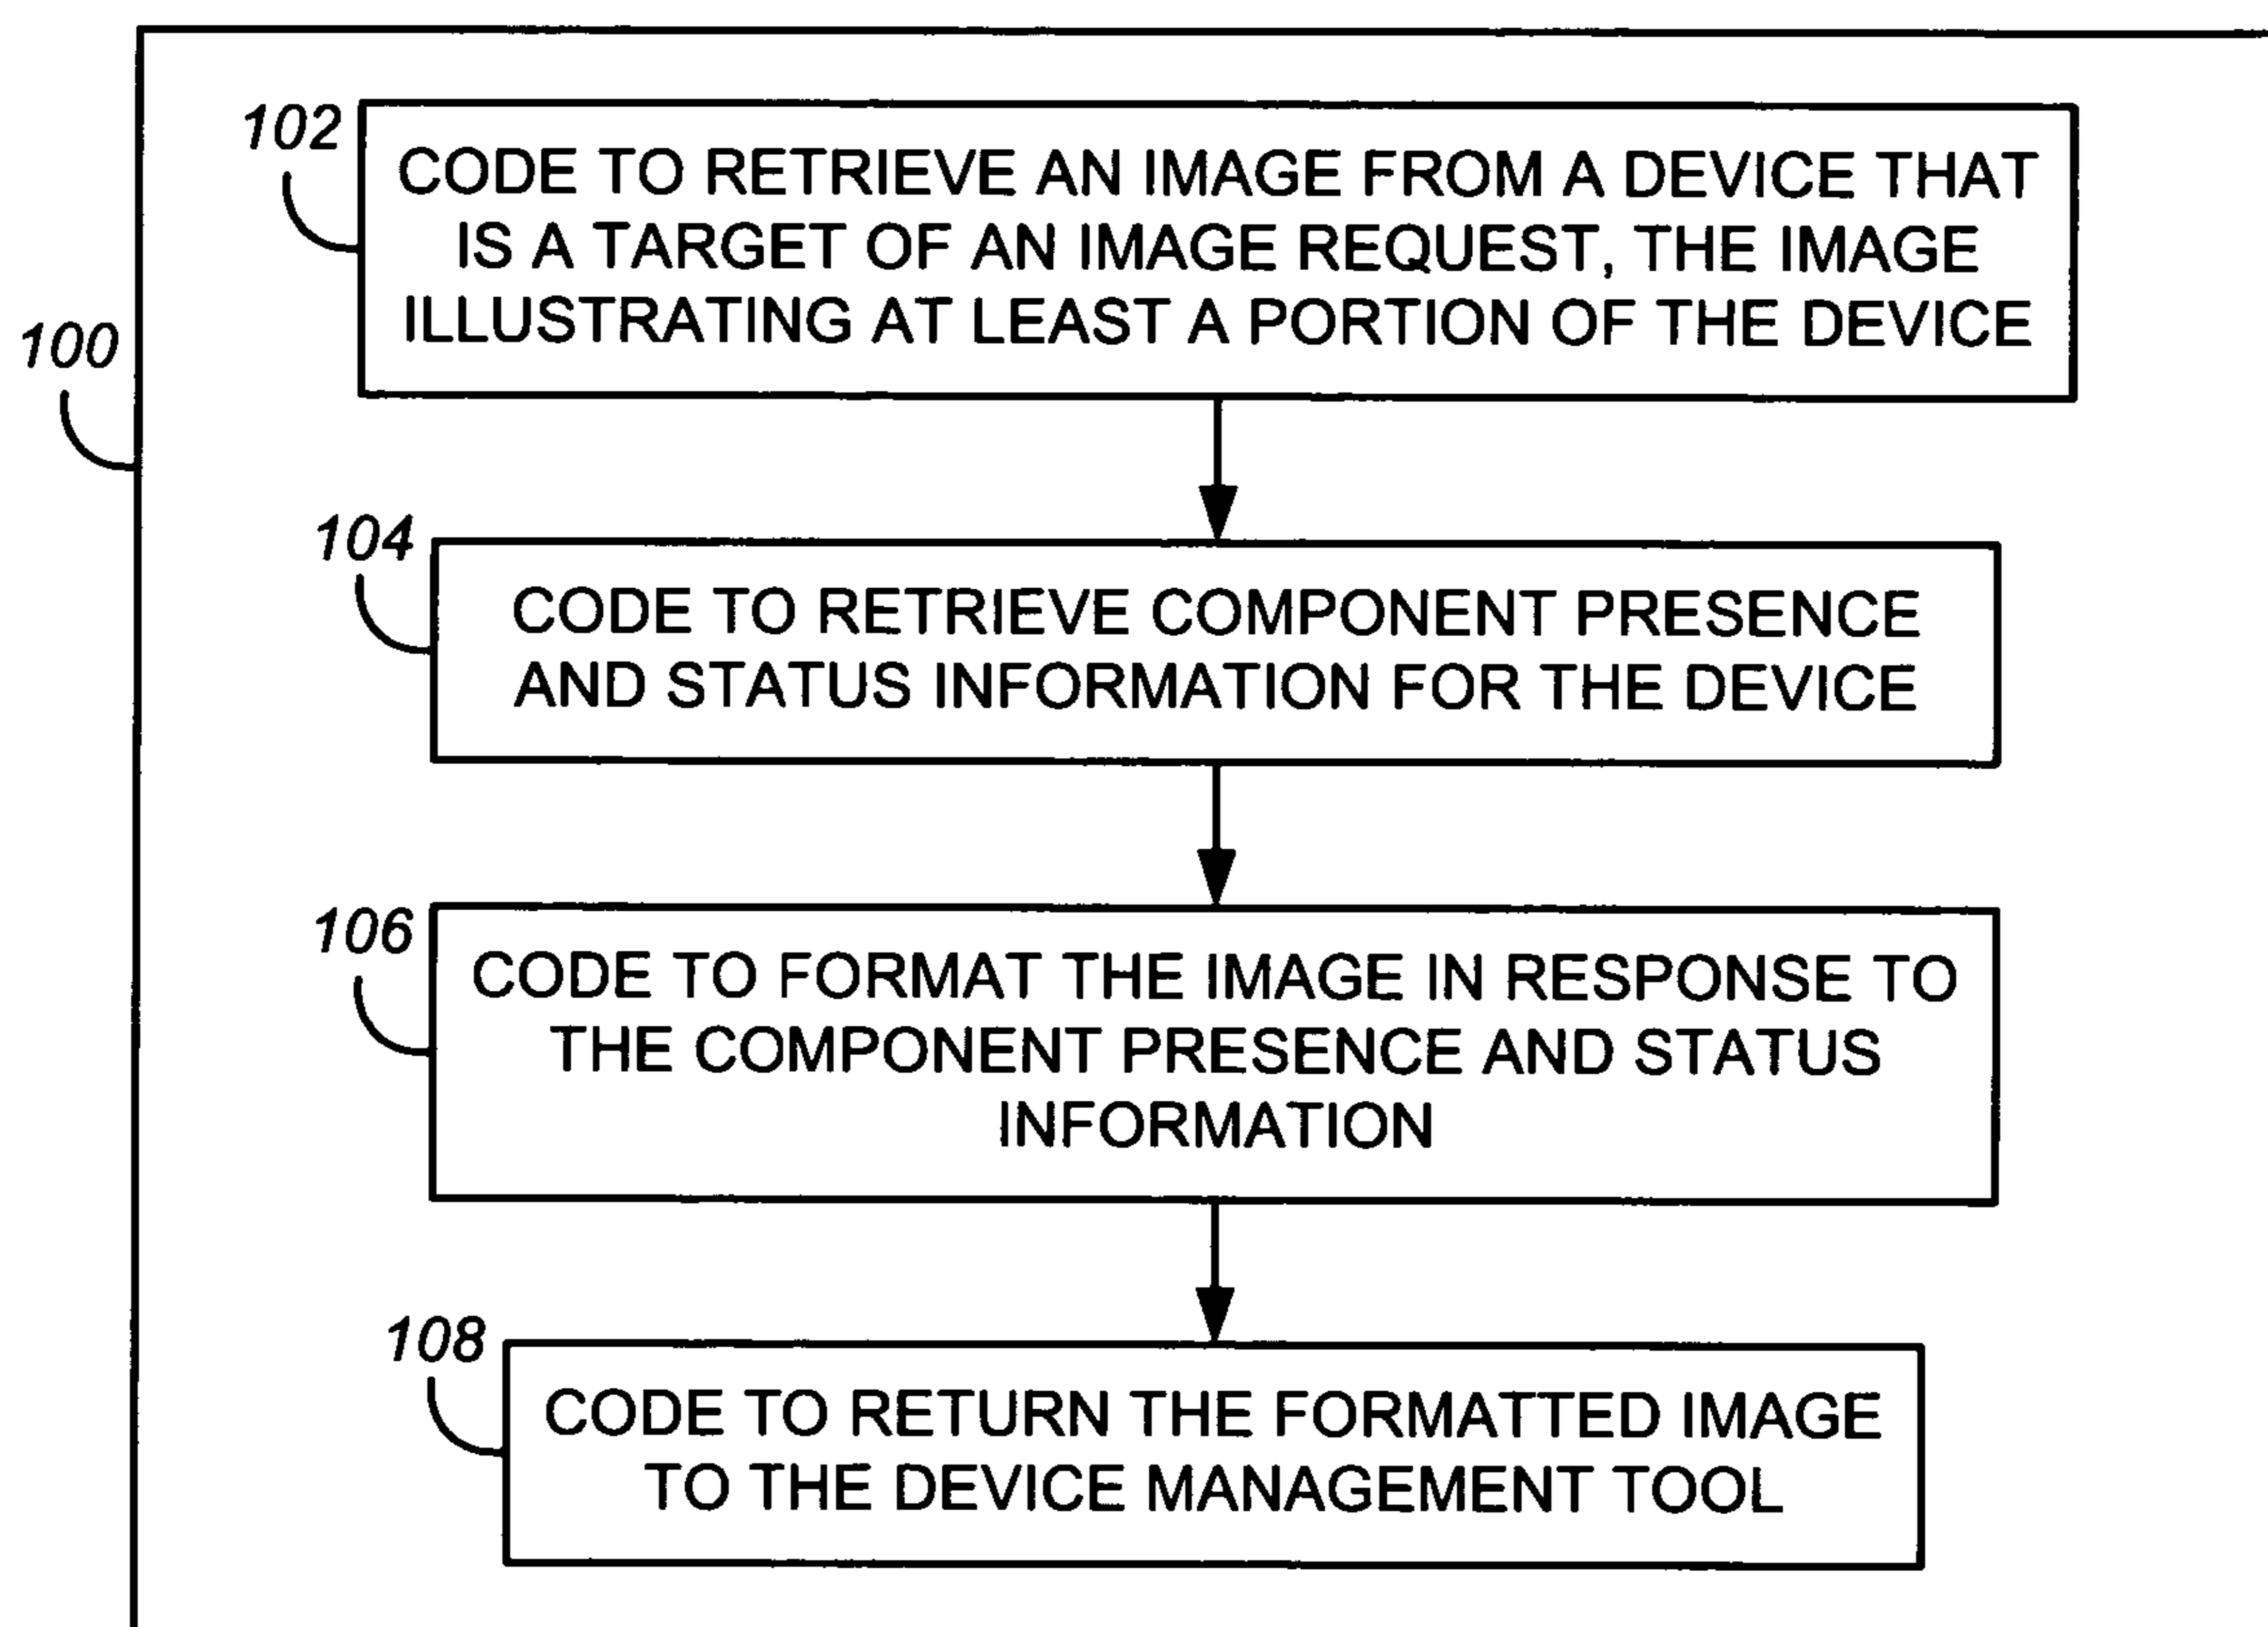 102
CODE TO RETRIEVE AN IMAGE FROM A DEVICE THAT
IS A TARGET OF AN IMAGE REQUEST, THE IMAGE
ILLUSTRATING AT LEAST A PORTION OF THE DEVICE
100
104
CODE TO RETRIEVE COMPONENT PRESENCE
AND STATUS INFORMATION FOR THE DEVICE
106
CODE TO FORMAT THE IMAGE IN RESPONSE TO
THE COMPONENT PRESENCE AND STATUS
INFORMATION
108
CODE TO RETURN THE FORMATTED IMAGE
TO THE DEVICE MANAGEMENT TOOL